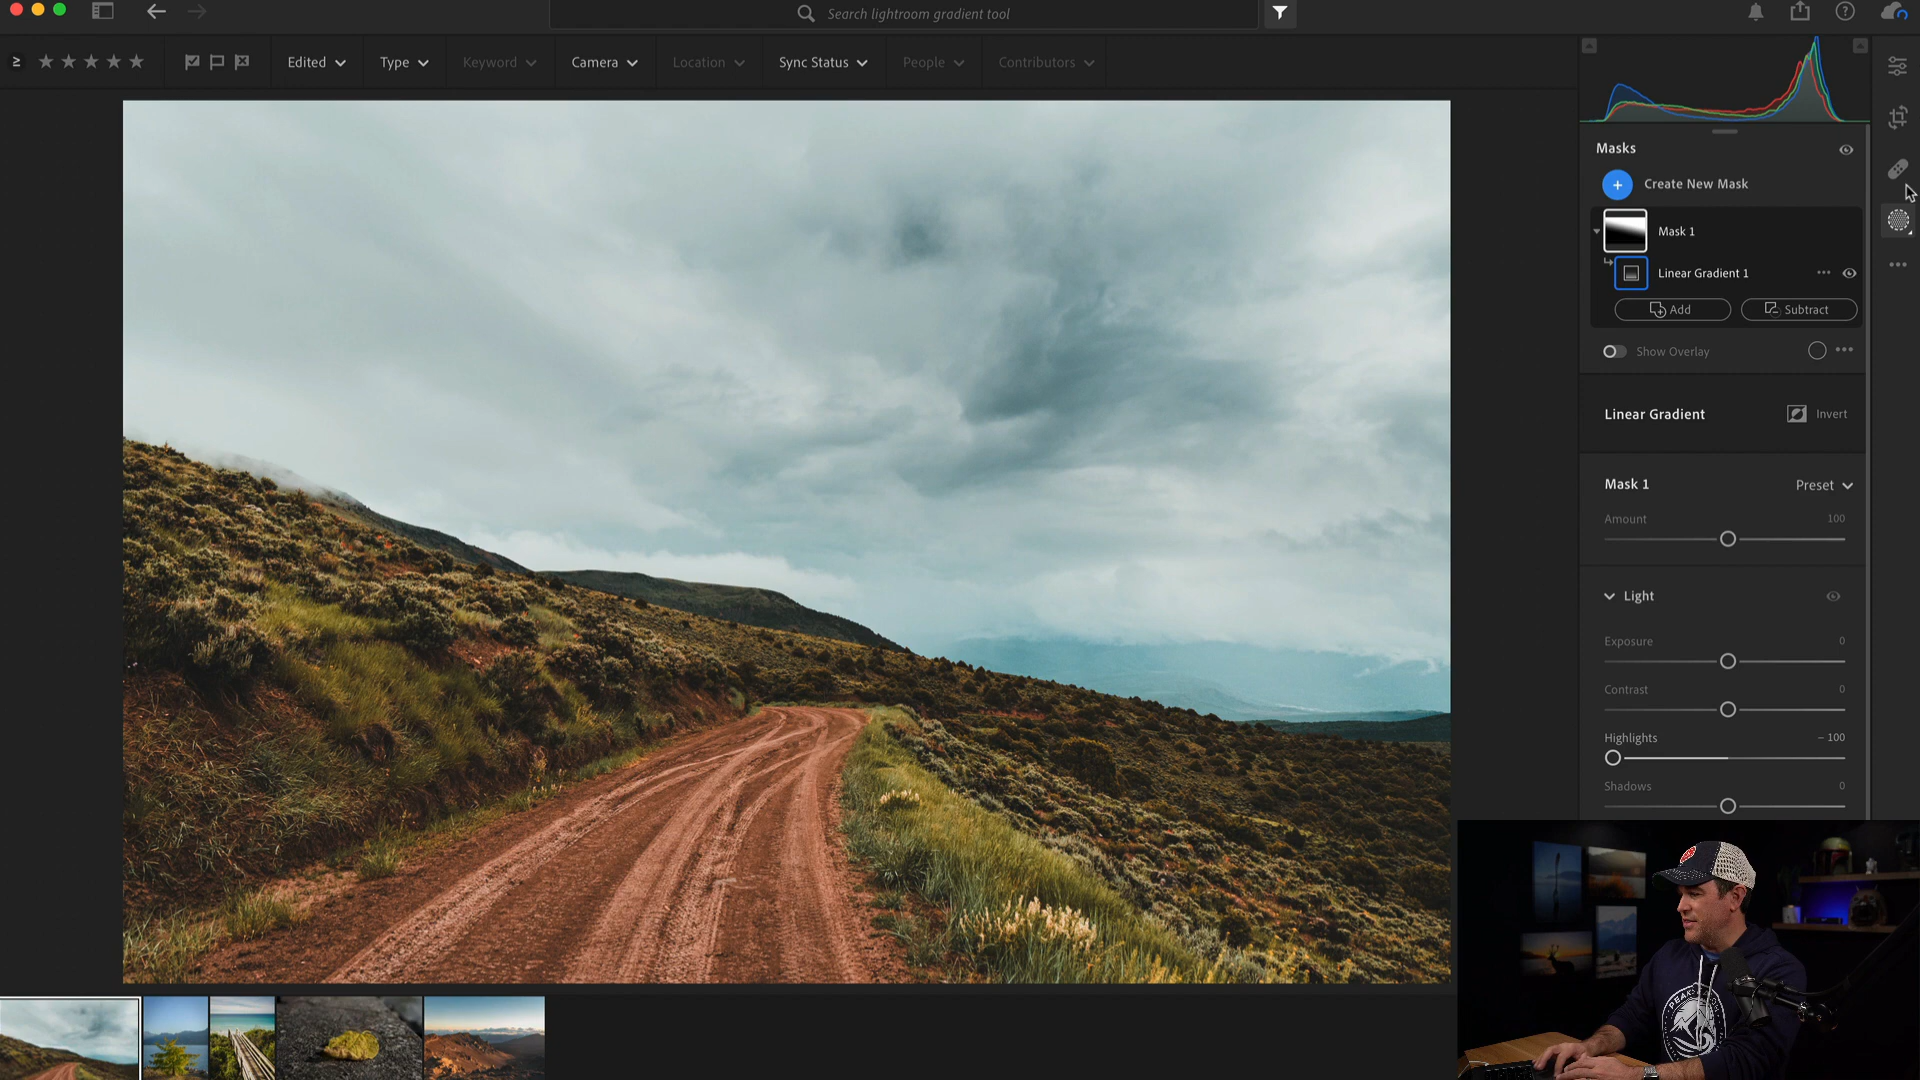 Search lightroom gradient tool
≥
Edited
Type
Keyword
Camera
Location
Sync Status
People
Contributors
Masks
Create New Mask
Mask 1
Linear Gradient 1
Add
Subtract
Show Overlay
Linear Gradient
Invert
Mask 1
Preset
Amount
100
Light
Exposure
0
Contrast
0
Highlights
– 100
Shadows
0